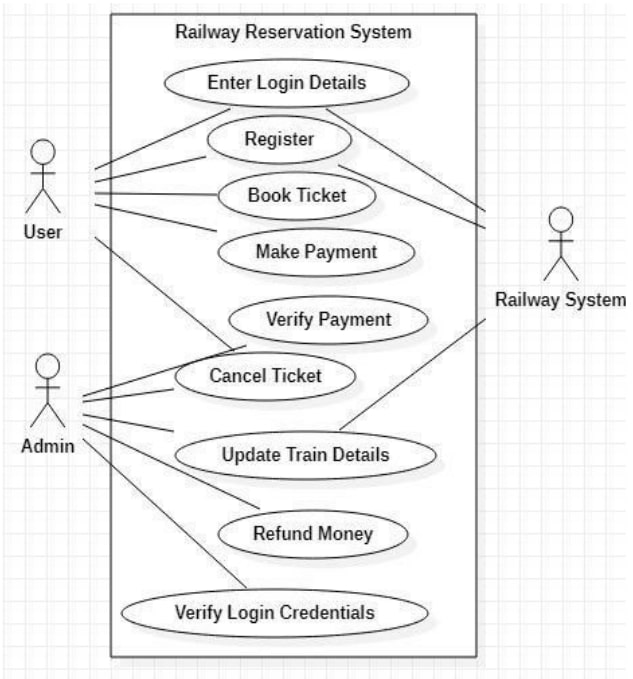 Railway Reservation System
Enter Login Details
Register
Book Ticket
User
Make Payment
Railway System
Verify Payment
Cancel Ticket
Admin
Update Train Details
Refund Money
Verify Login Credentials